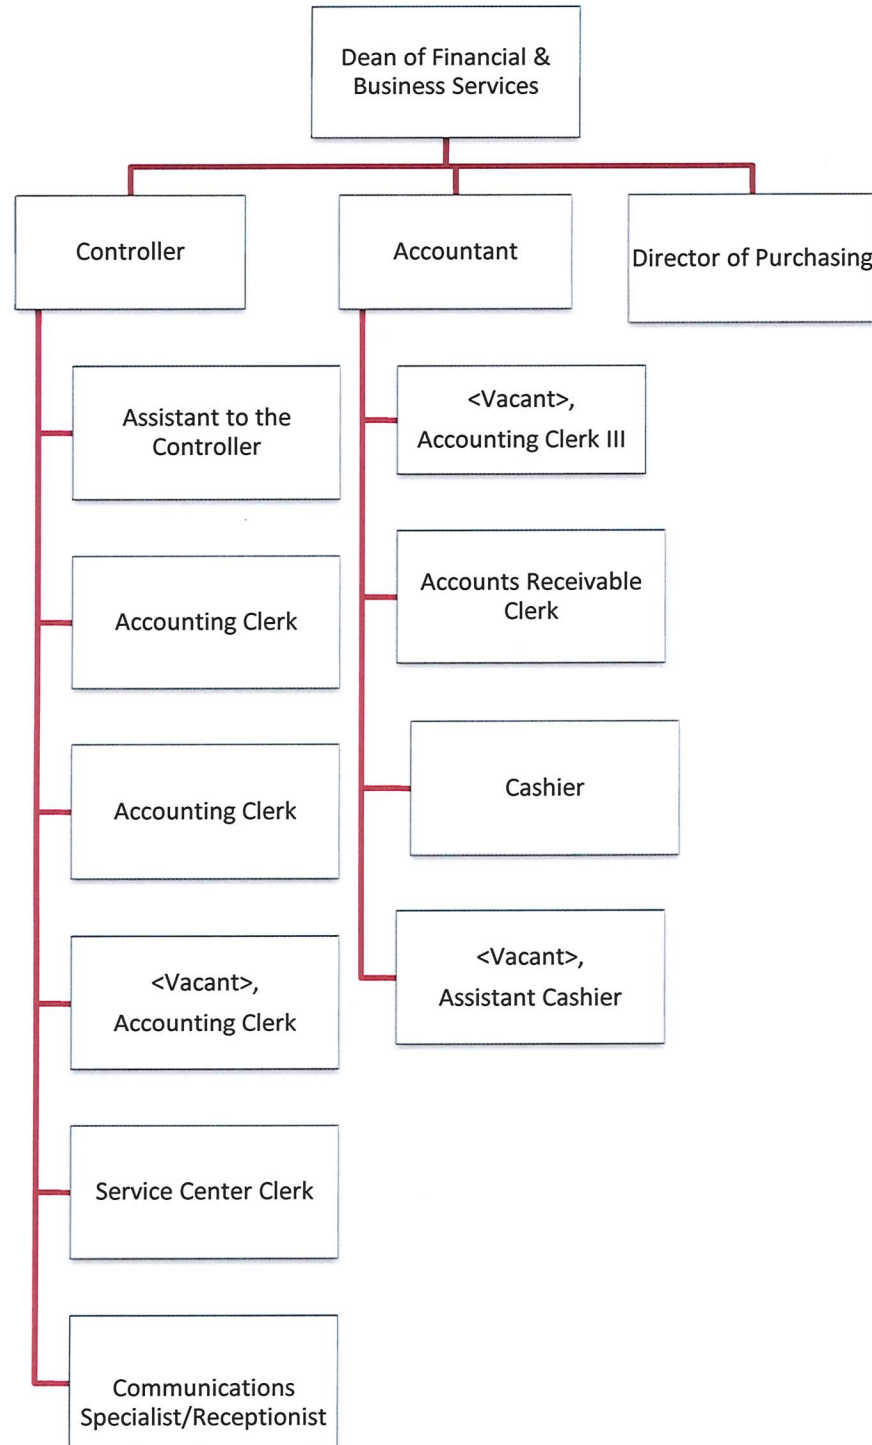 Dean of Financial &
Business Services
Controller
Accountant
Director of Purchasing
Assistant to the
Controller
Accounting Clerk
Accounting Clerk
<Vacant>,
Accounting Clerk
Service Center Clerk
Communications
Specialist/Receptionist
<Vacant>,
Accounting Clerk III
Accounts Receivable
Clerk
Cashier
<Vacant>,
Assistant Cashier